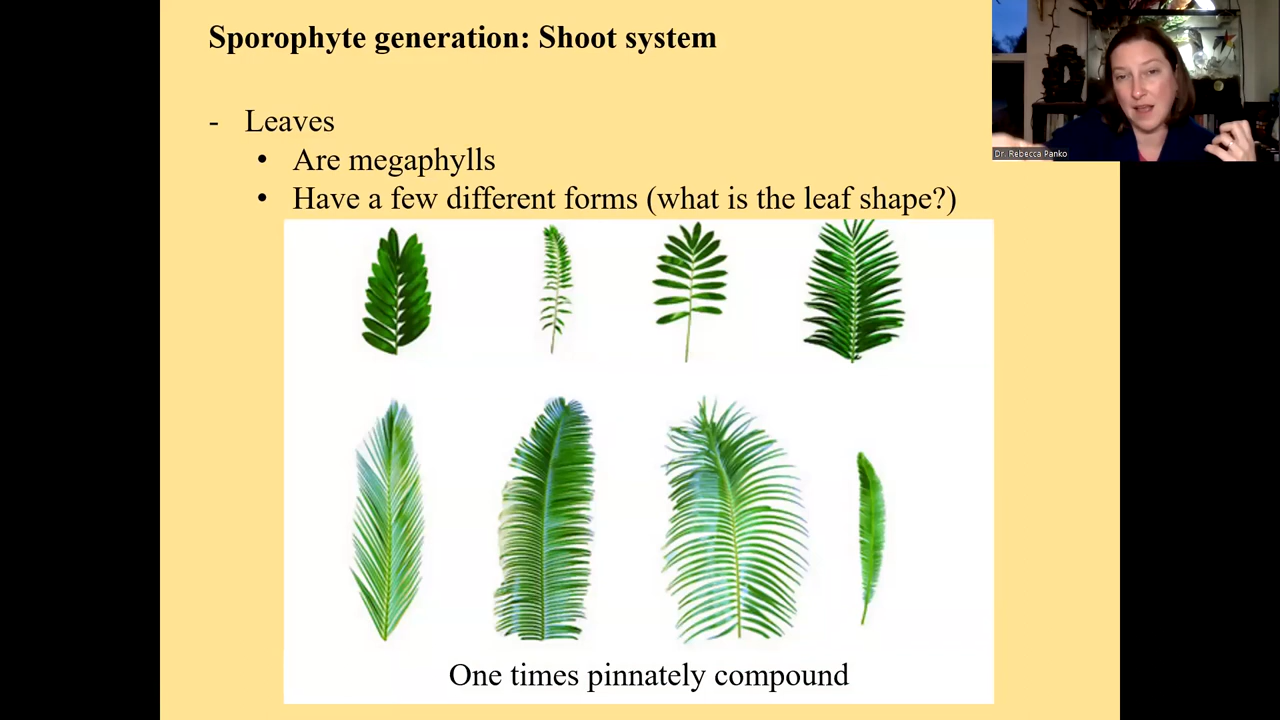 Sporophyte generation: Shoot system
Dr. Rebecca Panko
- Leaves
• Are megaphylls
• Have a few different forms (what is the leaf shape?)
One times pinnately compound